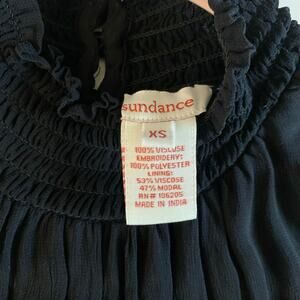 sundance
XS
100% VISCOSE
EMBROIDERY:
100% POLYESTER
LINING:
53% VISCOSE
47% MODAL
RN# 106205
MADE IN INDIA